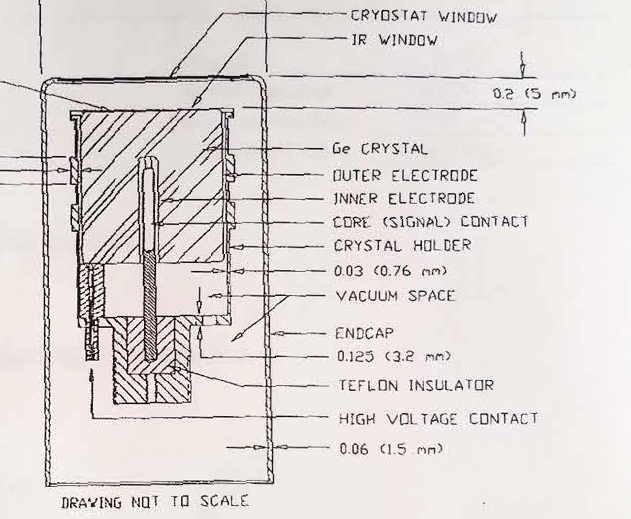 CRYOSTAT WINDOW
IR WINDOW
0.2 (5 mm)
Ge CRYSTAL
OUTER ELECTRODE
INNER ELECTRODE
CORE (SIGNAL) CONTACT
CRYSTAL HOLDER
0.03 (0.76 mm)
VACUUM SPACE
ENDCAP
0.125 (3.2 mm)
TEFLON INSULATOR
HIGH VOLTAGE CONTACT
0.06 (1.5 mm)
DRAWING NOT TO SCALE